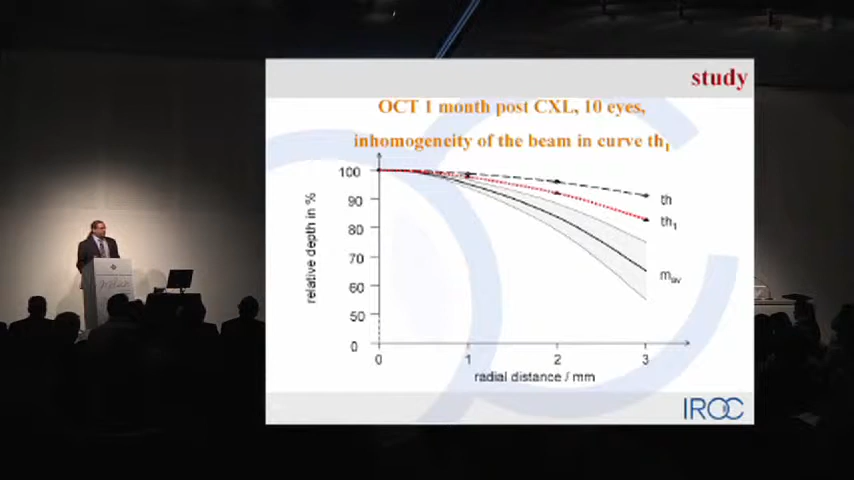 study
OCT 1 month post CXL, 10 eyes,
inhomogeneity of the beam in curve th1
100
90
80
70
60
50
0
relative depth in %
th
th1
mav
0 1 2 3
radial distance / mm
IROC